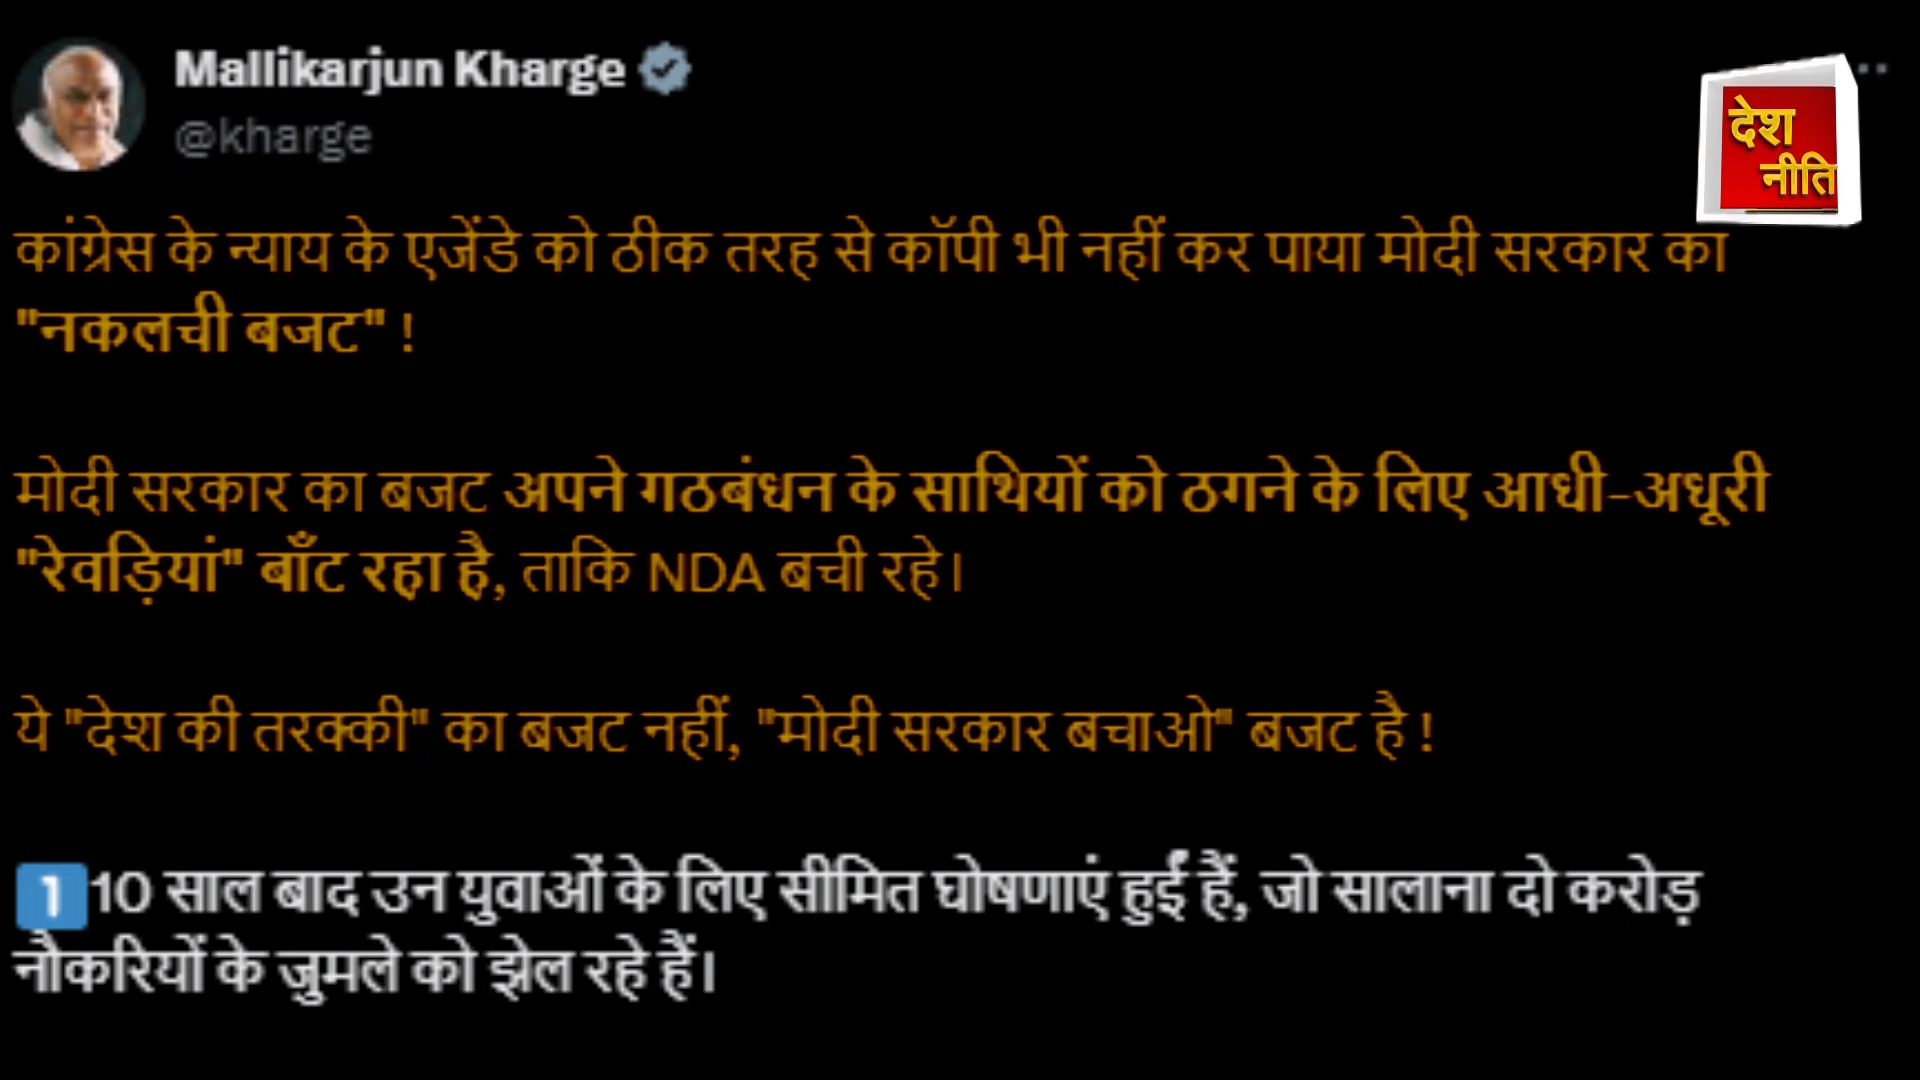 Mallikarjun Kharge
@kharge
देश
नीति
कांग्रेस के न्याय के एजेंडे को ठीक तरह से कॉपी भी नहीं कर पाया मोदी सरकार का
"नकलची बजट" !
मोदी सरकार का बजट अपने गठबंधन के साथियों को ठगने के लिए आधी-अधूरी
"रेवड़ियां" बाँट रहा है, ताकि NDA बची रहे।
ये "देश की तरक्की" का बजट नहीं, "मोदी सरकार बचाओ" बजट है !
1 10 साल बाद उन युवाओं के लिए सीमित घोषणाएं हुईं हैं, जो सालाना दो करोड़
नौकरियों के जुमले को झेल रहे हैं।